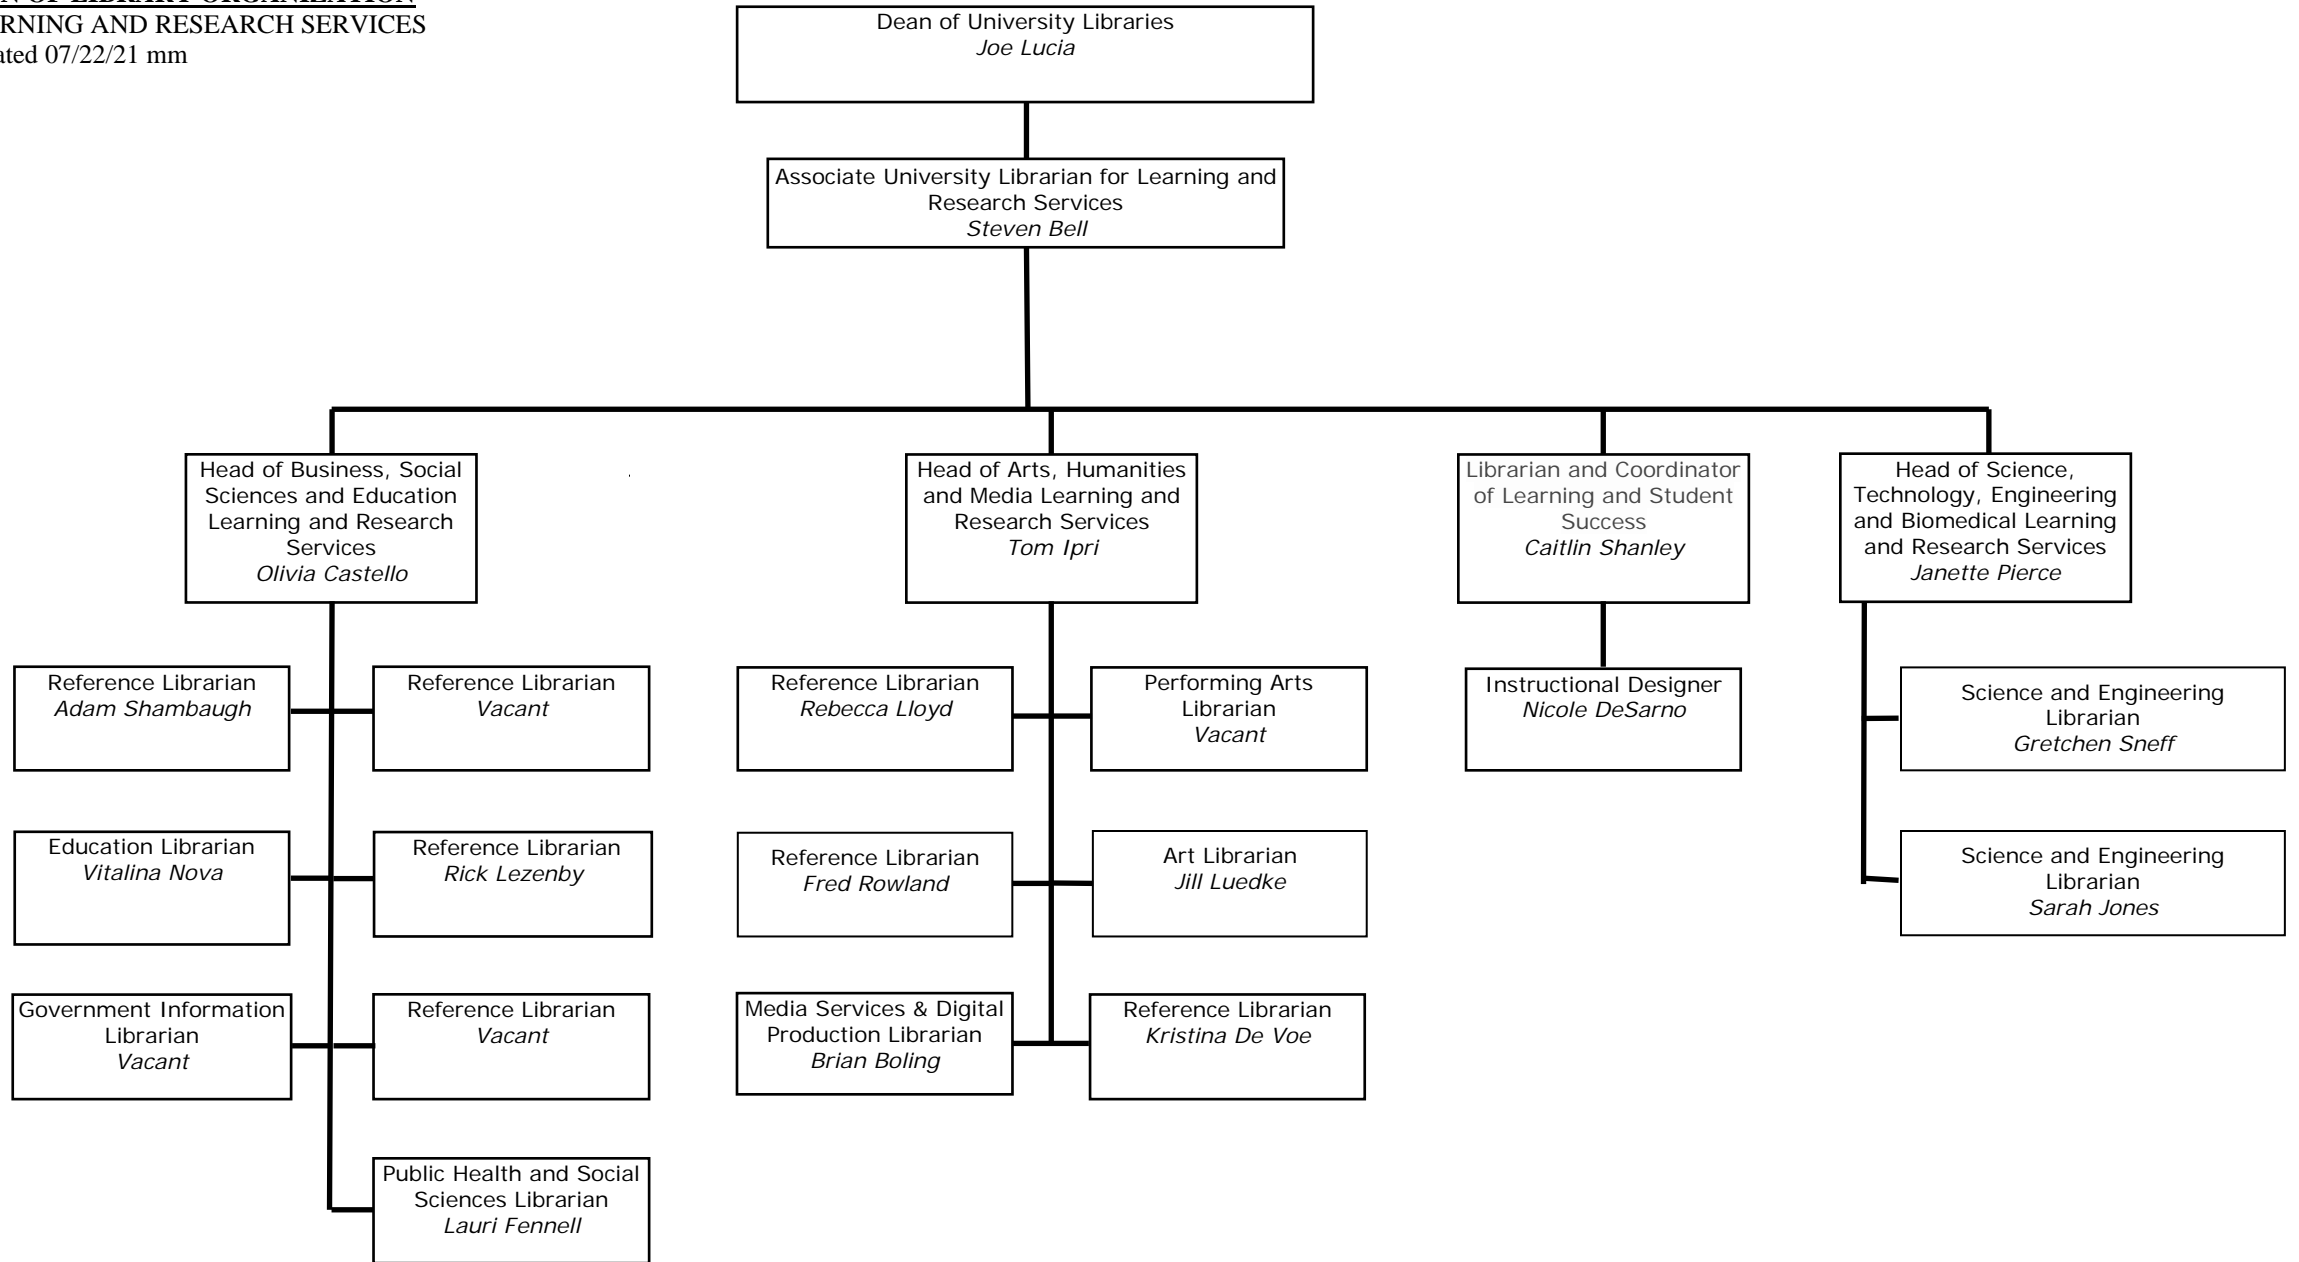 OF LIBRARY ORGANIZATION
AND RESEARCH SERVICES
07/22/21 mm
Dean of University Libraries
Joe Lucia
Associate University Librarian for Learning and
Research Services
Steven Bell
Head of Business, Social
Sciences and Education
Learning and Research
Services
Olivia Castello
Head of Arts, Humanities
and Media Learning and
Research Services
Tom Ipri
Librarian and Coordinator
of Learning and Student
Success
Caitlin Shanley
Head of Science,
Technology, Engineering
and Biomedical Learning
and Research Services
Janette Pierce
Reference Librarian
Adam Shambaugh
Reference Librarian
Vacant
Reference Librarian
Rebecca Lloyd
Performing Arts
Librarian
Vacant
Instructional Designer
Nicole DeSarno
Science and Engineering
Librarian
Gretchen Sneff
Education Librarian
Vitalina Nova
Reference Librarian
Rick Lezenby
Reference Librarian
Fred Rowland
Art Librarian
Jill Luedke
Science and Engineering
Librarian
Sarah Jones
Government Information
Librarian
Vacant
Reference Librarian
Vacant
Media Services & Digital
Production Librarian
Brian Boling
Reference Librarian
Kristina De Voe
Public Health and Social
Sciences Librarian
Lauri Fennell